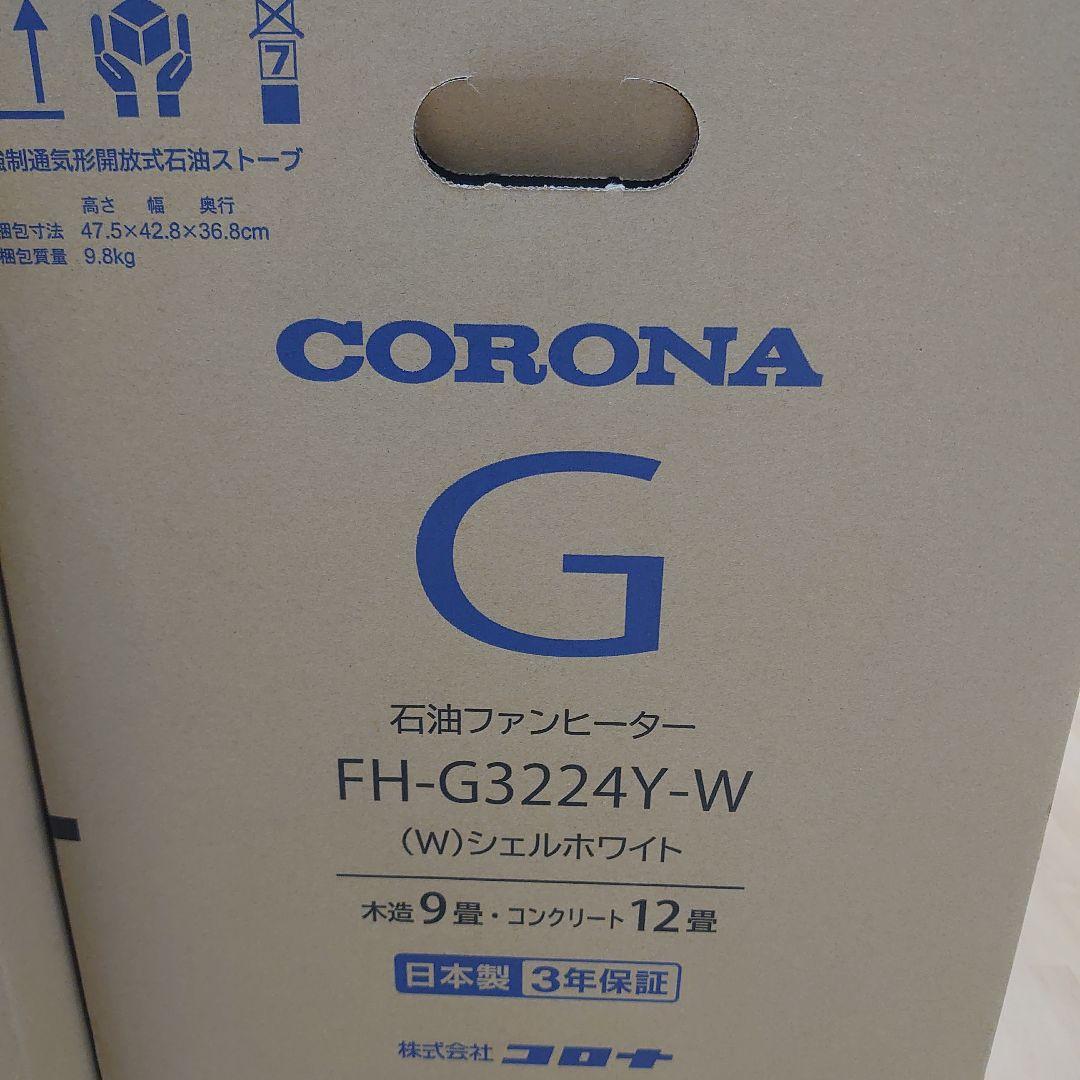 7
強制通気形開放式石油ストーブ
高さ 幅 奥行
梱包寸法 47.5×42.8×36.8cm
梱包質量 9.8kg
CORONA
G
石油ファンヒーター
FH-G3224Y-W
(W)シェルホワイト
木造9畳・コンクリート12畳
日本製 3年保証
株式会社 コロナ